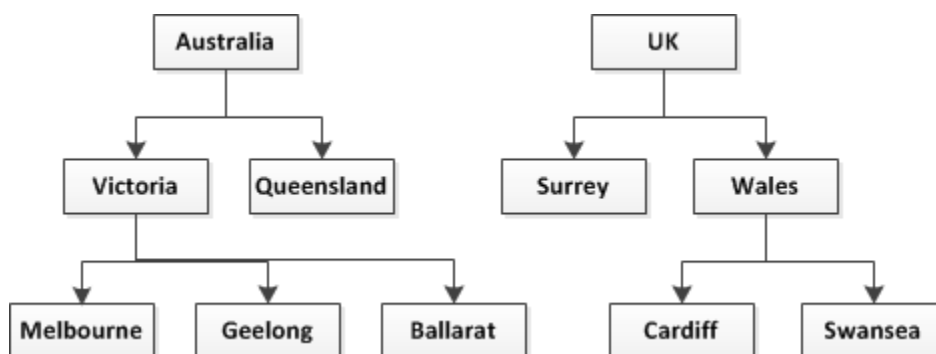 Australia
UK
Victoria
Queensland
Surrey
Wales
Melbourne
Geelong
Ballarat
Cardiff
Swansea